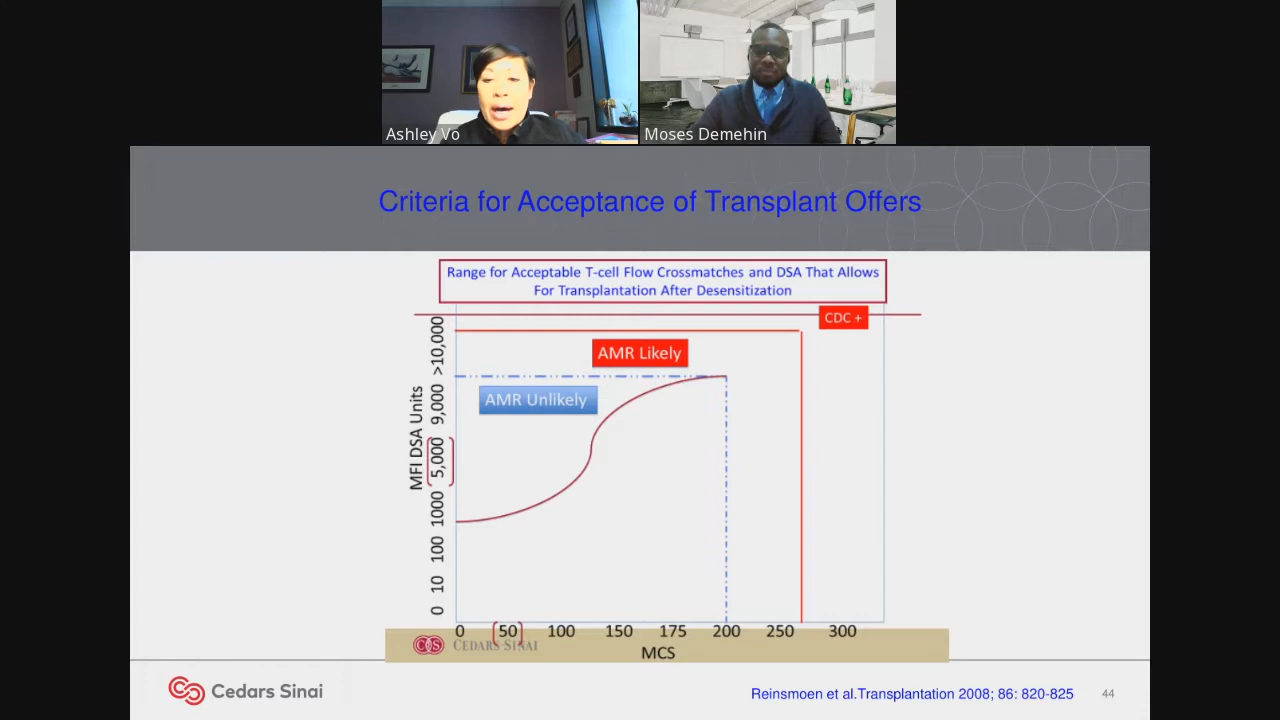 Ashley Vo
Moses Demehin
Criteria for Acceptance of Transplant Offers
Range for Acceptable T-cell Flow Crossmatches and DSA That Allows
For Transplantation After Desensitization
CDC +
AMR Likely
AMR Unlikely
MFI DSA Units
>10,000
9,000
5,000
1000
100
10
0
0 50 100 150 175 200 250 300
MCS
CEDARS-SINAI
Cedars Sinai
Reinsmoen et al.Transplantation 2008; 86: 820-825
44